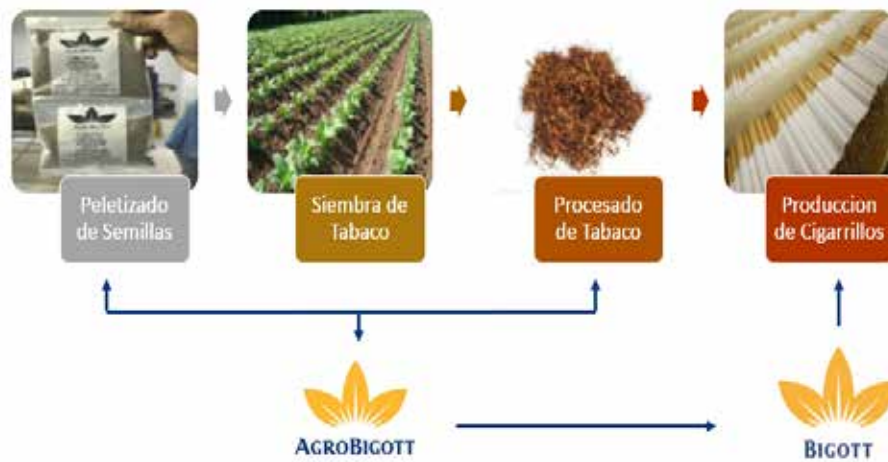 Peletizado
de Semillas
Siembra de
Tabaco
Procesado
de Tabaco
Produccion
de Cigarrillos
AGROBIGOTT
BIGOTT